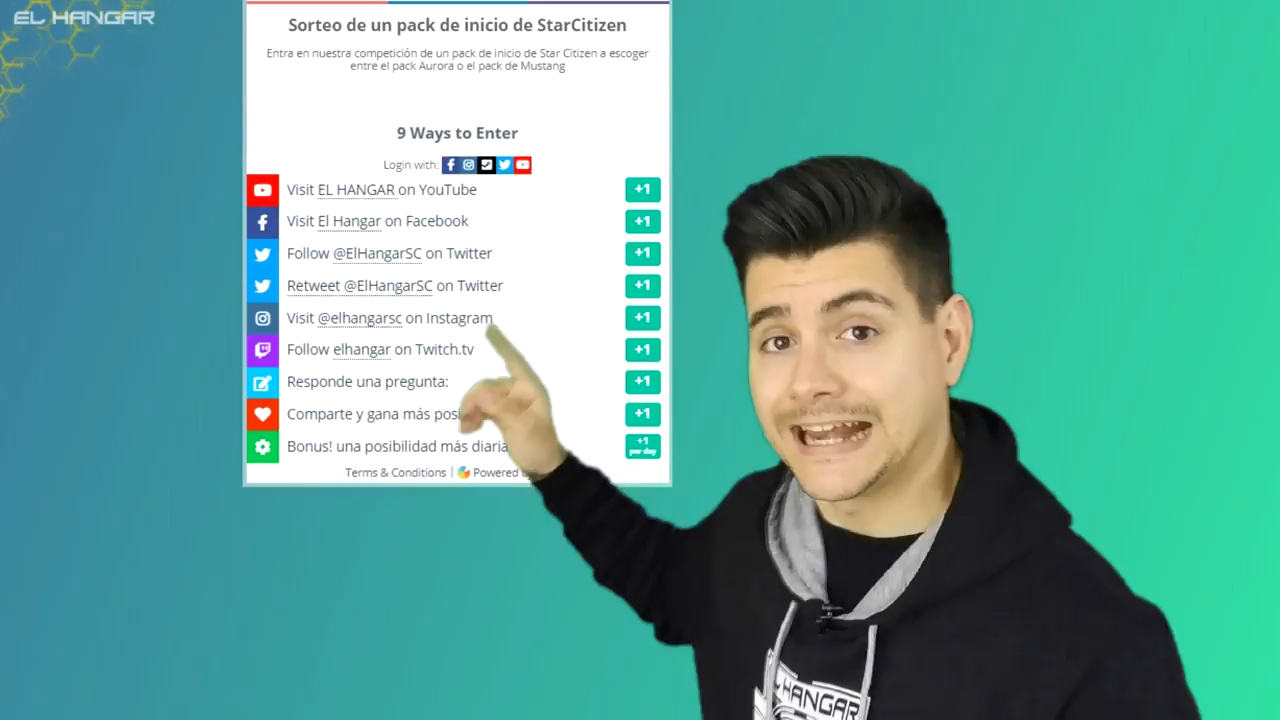 EL HANGAR
Sorteo de un pack de inicio de StarCitizen
Entra en nuestra competición de un pack de inicio de Star Citizen a escoger
entre el pack Aurora o el pack de Mustang
9 Ways to Enter
Login with:
Visit EL HANGAR on YouTube +1
Visit El Hangar on Facebook +1
Follow @ElHangarSC on Twitter +1
Retweet @ElHangarSC on Twitter +1
Visit @elhangarsc on Instagram +1
Follow elhangar on Twitch.tv +1
Responde una pregunta: +1
Comparte y gana más +1
Bonus! una posibilidad más diaria +1
per day
Terms & Conditions | Powered
HANGAR